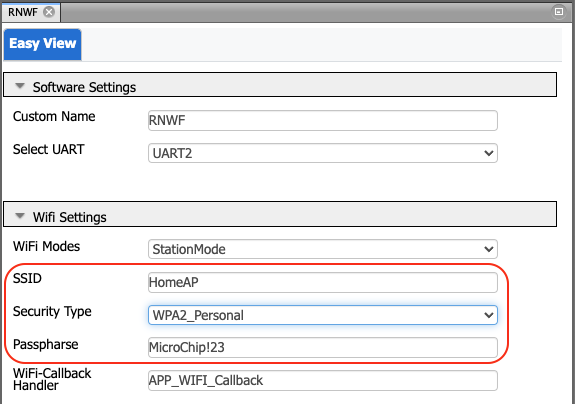 RNWF
Easy View
Software Settings
Custom Name RNWF
Select UART UART2
Wifi Settings
WiFi Modes StationMode
SSID HomeAP
Security Type WPA2_Personal
Passpharse MicroChip!23
WiFi-Callback
Handler APP_WIFI_Callback